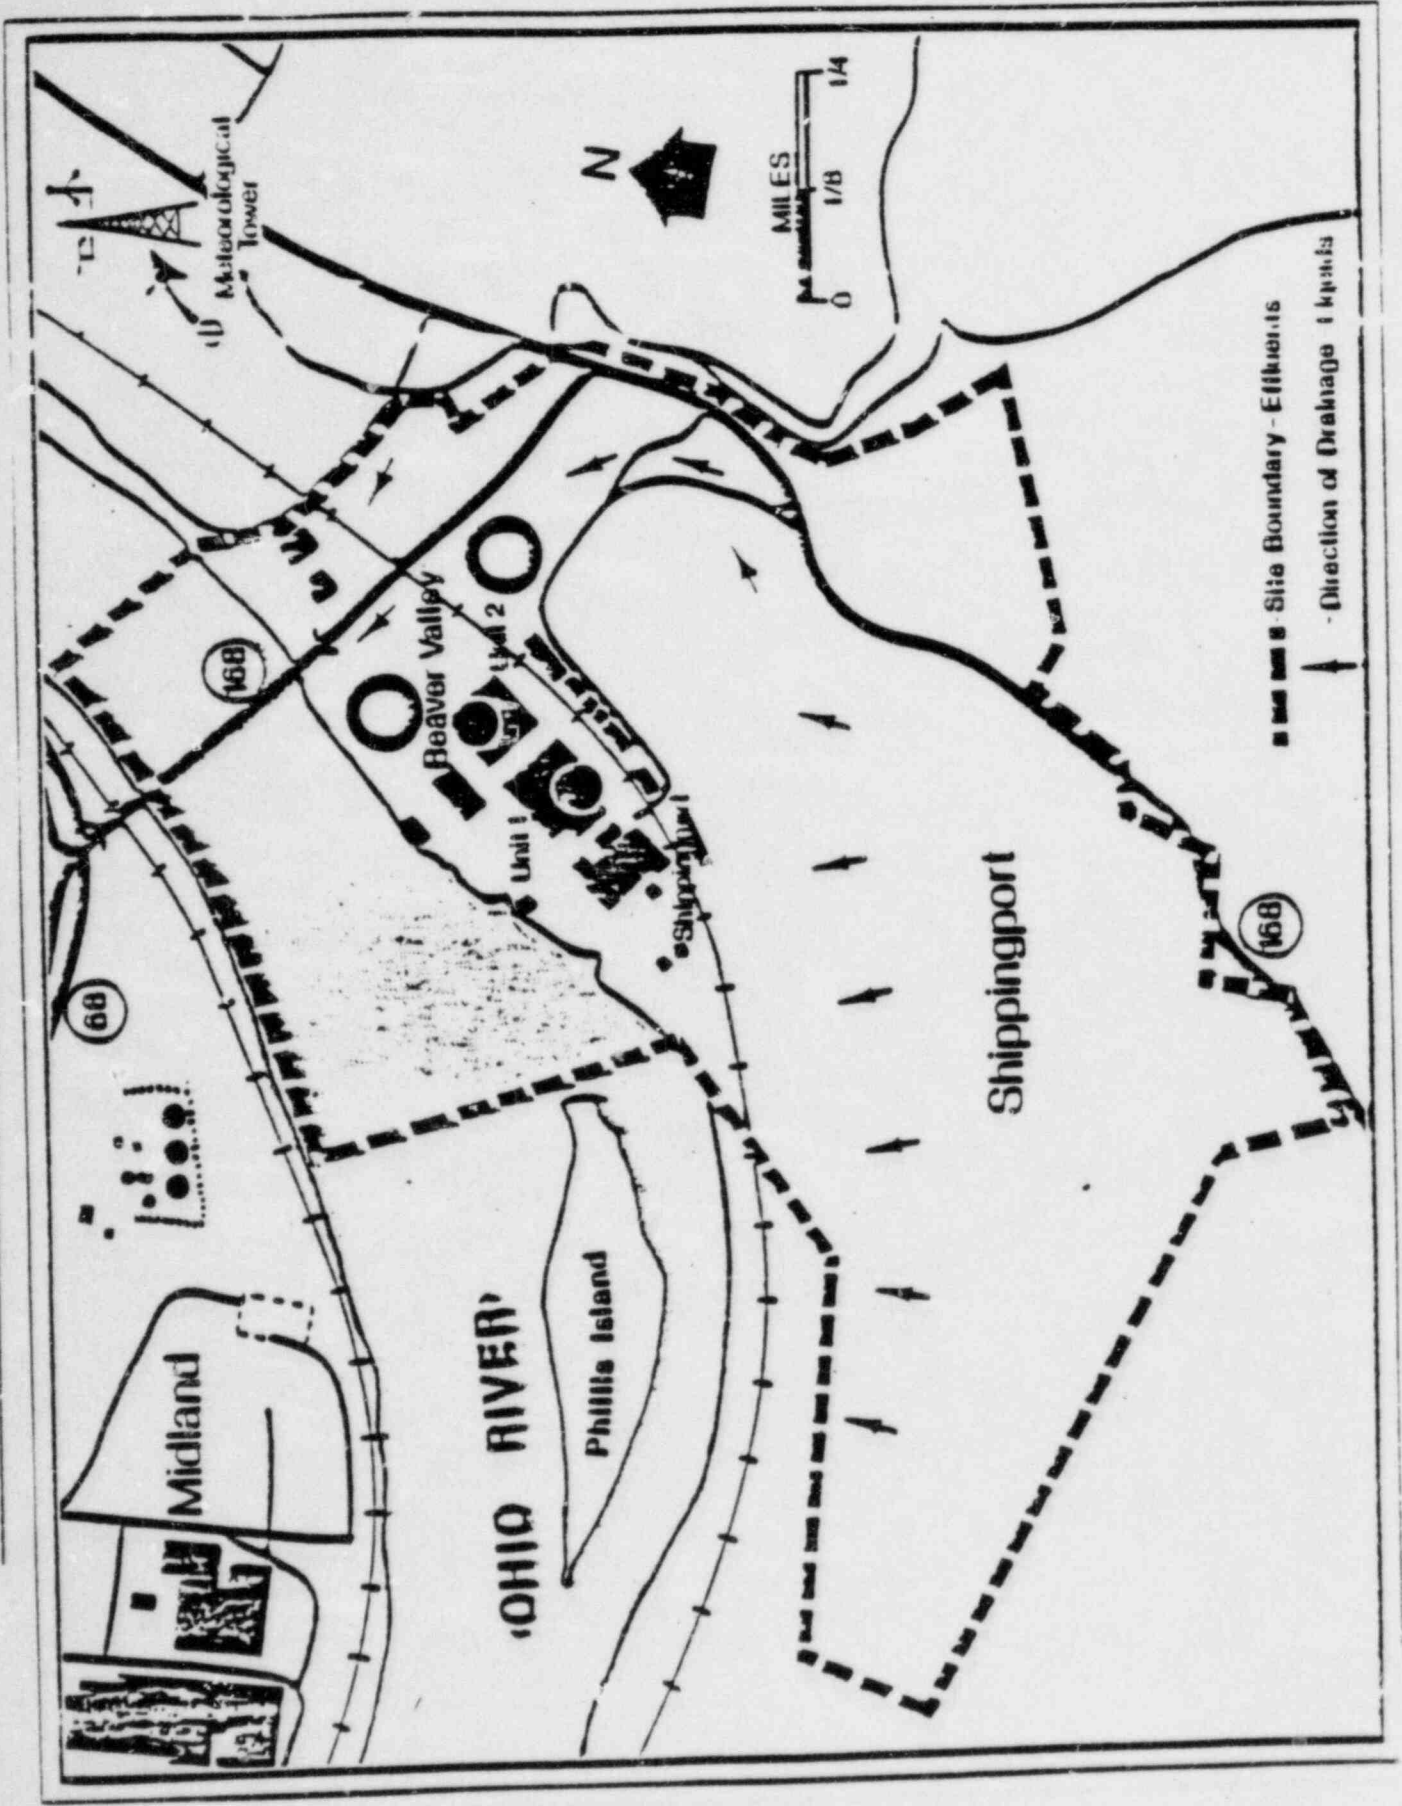 Midland
68
168
Meteorological
Tower
N
MILES
0 1/8 1/4
OHIO RIVER
Phillis Island
Beaver Valley
Unit 1
Unit 2
Shippingport
Shippingport
168
Site Boundary - Effluents
- Direction of Drainage Liquids